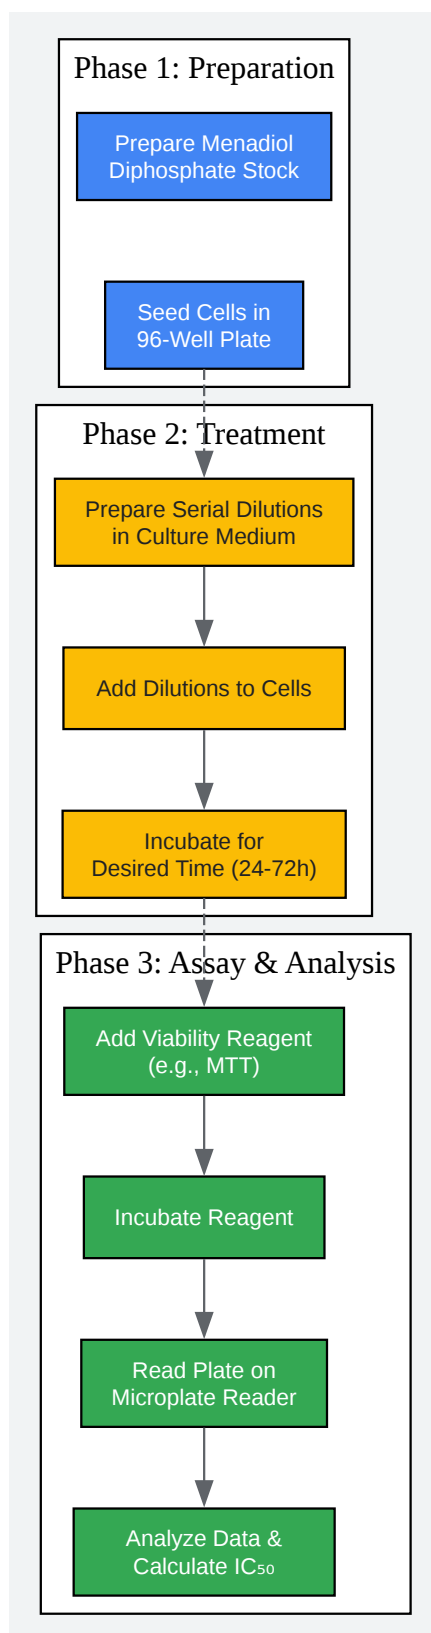 Phase 1: Preparation
Prepare Menadiol
Diphosphate Stock
Seed Cells in
96-Well Plate
Phase 2: Treatment
Prepare Serial Dilutions
in Culture Medium
Add Dilutions to Cells
Incubate for
Desired Time (24-72h)
Phase 3: Assay & Analysis
Add Viability Reagent
(e.g., MTT)
Incubate Reagent
Read Plate on
Microplate Reader
Analyze Data &
Calculate IC₅₀